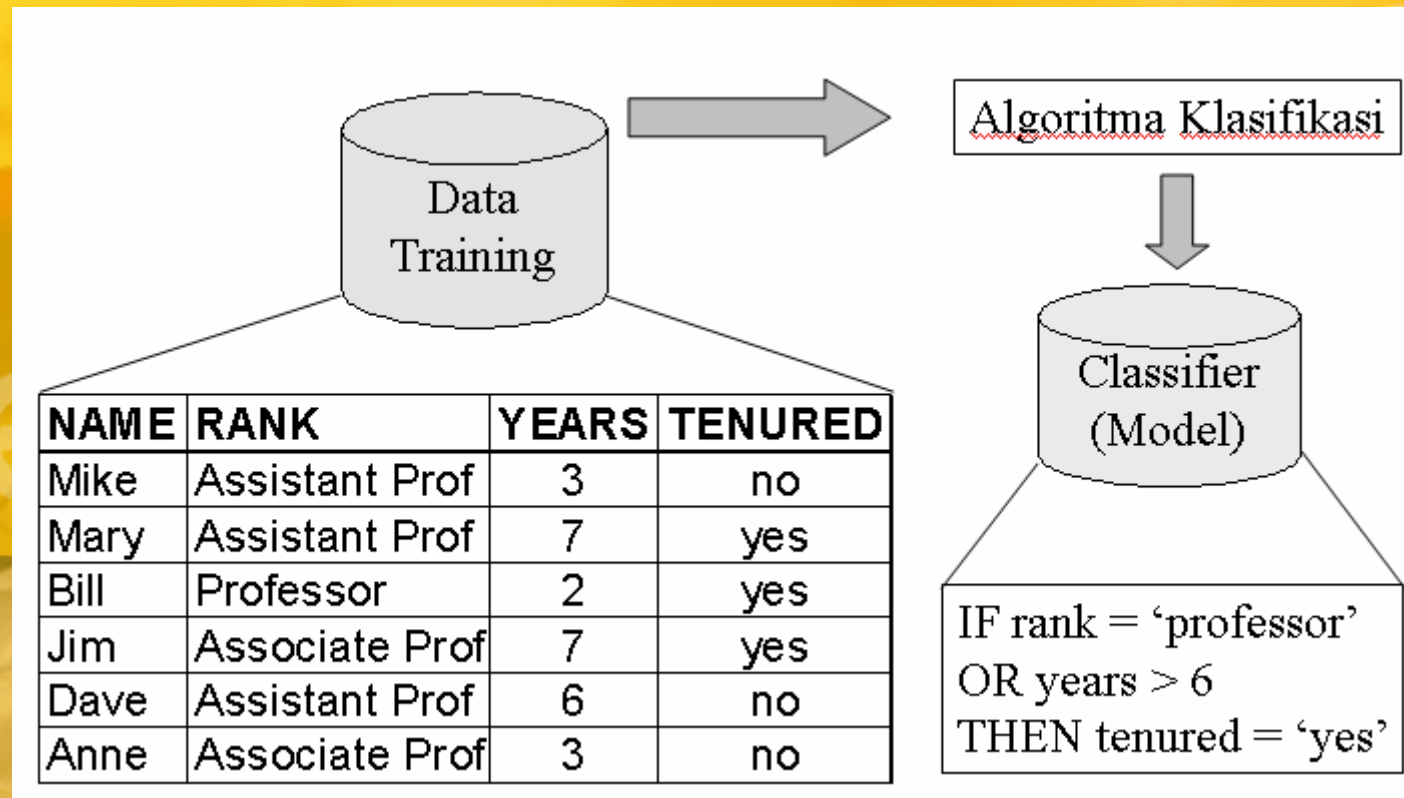 Data
Training
Algoritma Klasifikasi
Classifier
(Model)
NAME RANK YEARS TENURED
Mike Assistant Prof 3 no
Mary Assistant Prof 7 yes
Bill Professor 2 yes
Jim Associate Prof 7 yes
Dave Assistant Prof 6 no
Anne Associate Prof 3 no
IF rank = ‘professor’
OR years > 6
THEN tenured = ‘yes’